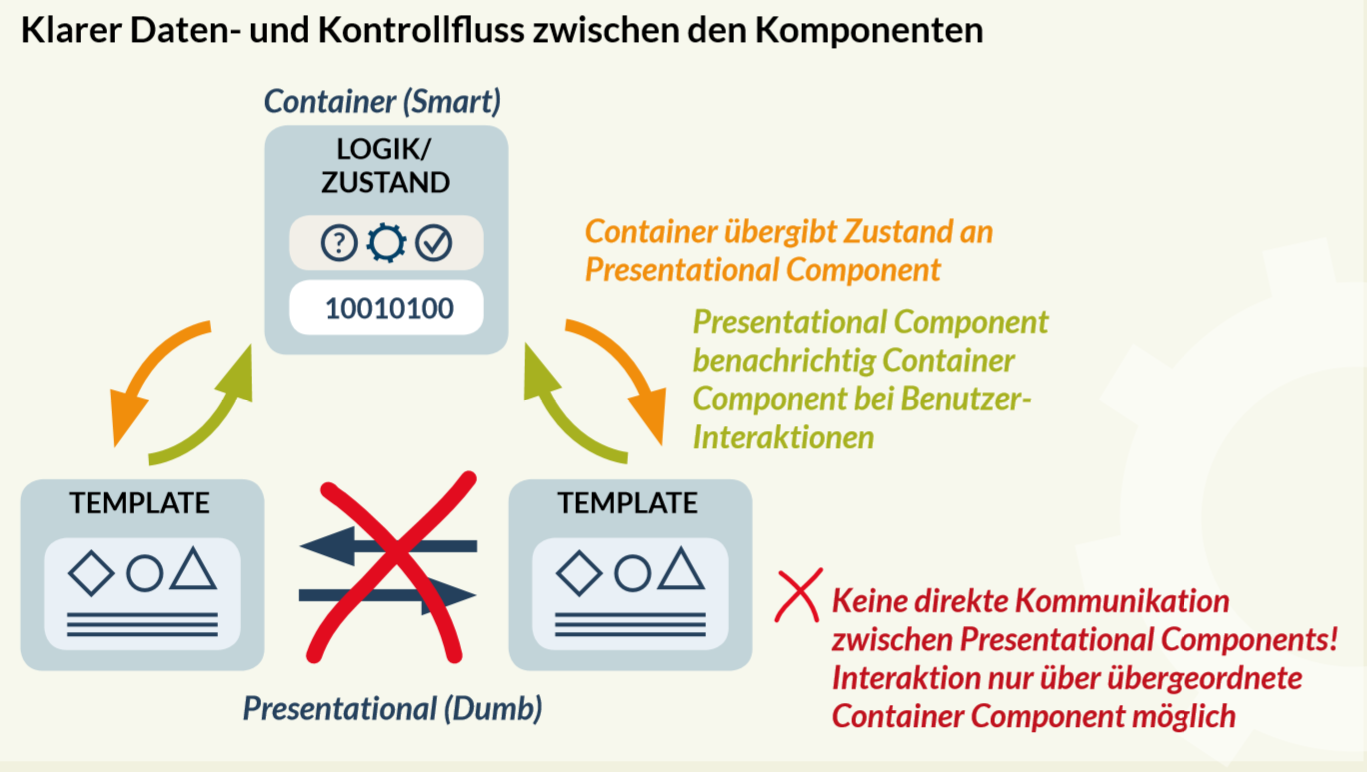 Klarer Daten- und Kontrollfluss zwischen den Komponenten
Container (Smart)
LOGIK/
ZUSTAND
?
10010100
Container übergibt Zustand an
Presentational Component
Presentational Component
benachrichtig Container
Component bei Benutzer-
Interaktionen
TEMPLATE
TEMPLATE
Keine direkte Kommunikation
zwischen Presentational Components!
Interaktion nur über übergeordnete
Container Component möglich
Presentational (Dumb)